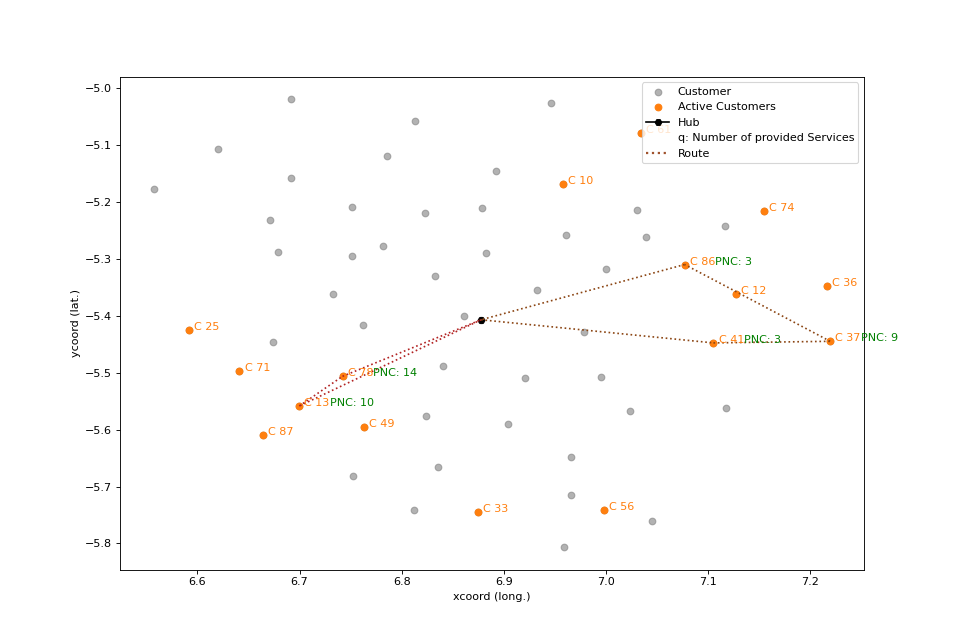 Customer
Active Customers
Hub
q: Number of provided Services
Route
−5.0
−5.1
−5.2
−5.3
−5.4
−5.5
−5.6
−5.7
−5.8
ycoord (lat.)
C 10
C 74
C 86 PNC: 3
C 36
C 12
C 25
C 41 PNC: 3
C 37 PNC: 9
C 71
C 78 PNC: 14
C 13 PNC: 10
C 49
C 87
C 33
C 56
6.6 6.7 6.8 6.9 7.0 7.1 7.2
xcoord (long.)